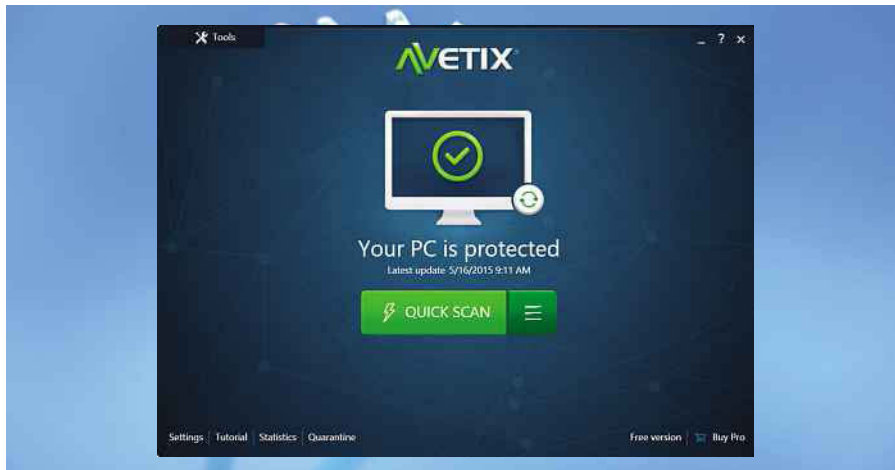 Tools
_ ? ×
AVETIX
Your PC is protected
Latest update 5/16/2015 9:11 AM
QUICK SCAN
Settings | Tutorial | Statistics | Quarantine
Free version | Buy Pro